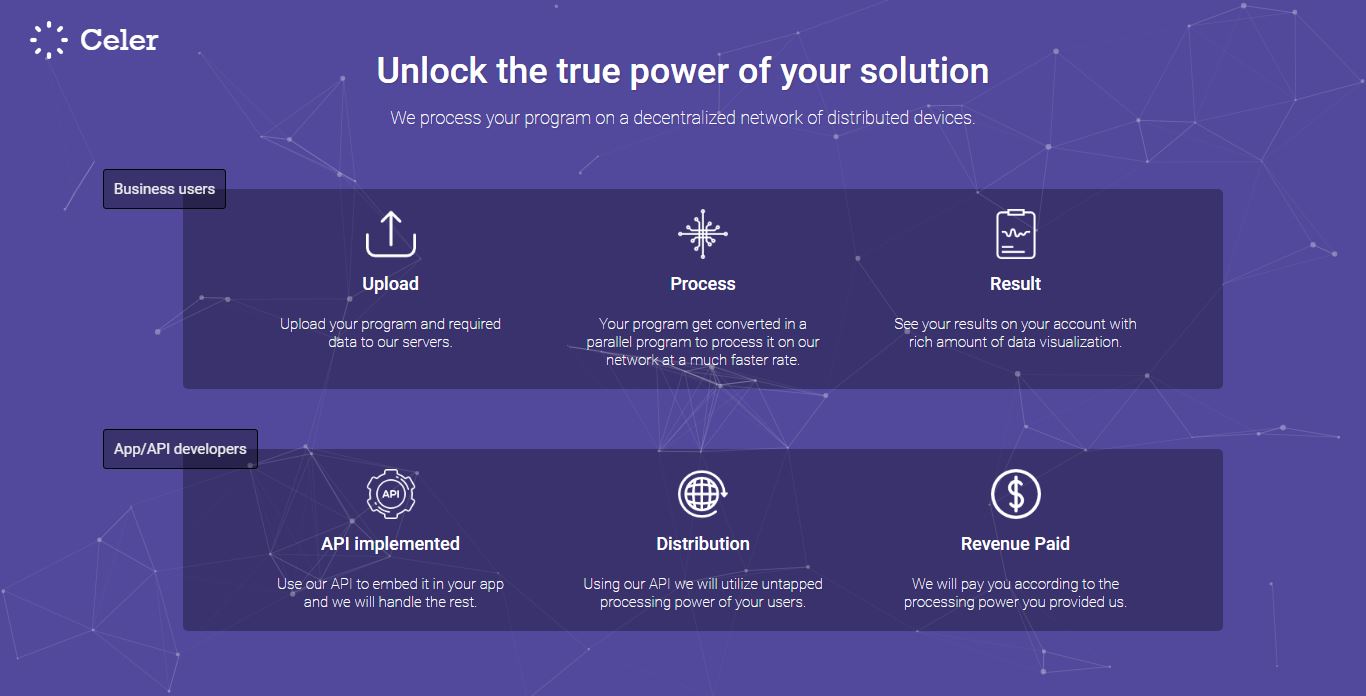 Celer
Unlock the true power of your solution
We process your program on a decentralized network of distributed devices.
Business users
Upload
Upload your program and required
data to our servers.
Process
Your program get converted in a
parallel program to process it on our
network at a much faster rate.
Result
See your results on your account with
rich amount of data visualization.
App/API developers
API
API implemented
Use our API to embed it in your app
and we will handle the rest.
Distribution
Using our API we will utilize untapped
processing power of your users.
$
Revenue Paid
We will pay you according to the
processing power you provided us.